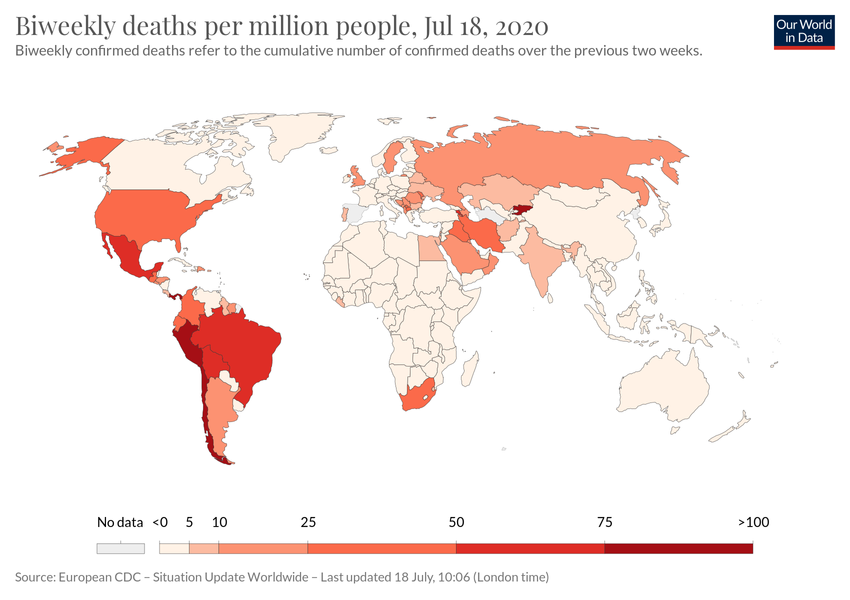 Biweekly deaths per million people, Jul 18, 2020
Biweekly confirmed deaths refer to the cumulative number of confirmed deaths over the previous two weeks.
Our World
in Data
No data <0 5 10 25 50 75 >100
Source: European CDC – Situation Update Worldwide – Last updated 18 July, 10:06 (London time)